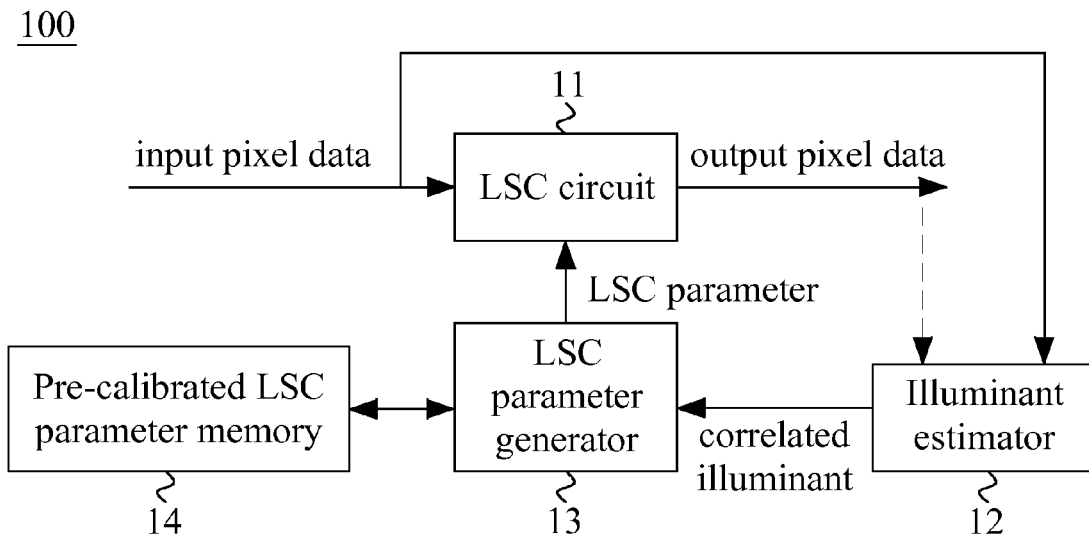 100
11
input pixel data
LSC circuit
output pixel data
LSC parameter
Pre-calibrated LSC
parameter memory
LSC
parameter
generator
correlated
illuminant
Illuminant
estimator
14
13
12